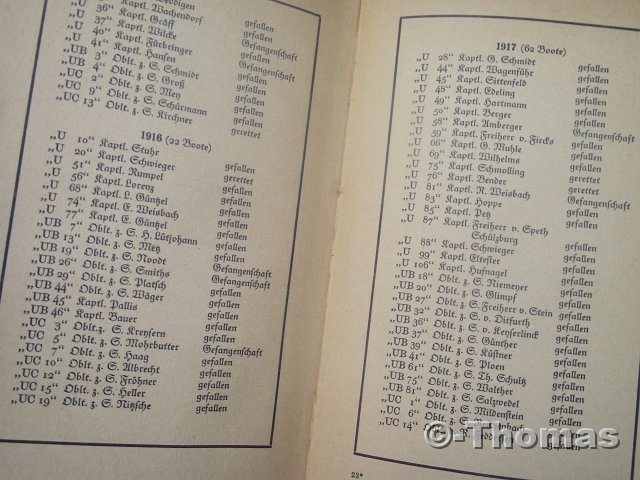 ddigen
Kaptl. Wachendorf gefallen
„U 36“ Kaptl. Gräff gefallen
„U 37“ Kaptl. Wilcke gefallen
„U 40“ Kaptl. Fürbringer Gefangenschaft
„U 41“ Kaptl. Hansen gefallen
„UB 3“ Oblt. z. S. Schmidt gefallen
„UB 4“ Oblt. z. S. Groß gefallen
„UC 2“ Oblt. z. S. Mey gefallen
„UC 9“ Oblt. z. S. Schürmann gefallen
„UC 13“ Oblt. z. S. Kirchner gerettet
1916 (22 Boote)
„U 10“ Kaptl. Stuhr gefallen
„U 20“ Kaptl. Schwieger gerettet
„U 51“ Kaptl. Rumpel gerettet
„U 56“ Kaptl. Lorenz gefallen
„U 68“ Kaptl. L. Güntzel gefallen
„U 74“ Kaptl. E. Weisbach gefallen
„U 77“ Kaptl. E. Güntzel gefallen
„UB 7“ Oblt. z. S. H. Lütjohann gefallen
„UB 13“ Oblt. z. S. Metz gefallen
„UB 19“ Oblt. z. S. Noodt Gefangenschaft
„UB 26“ Oblt. z. S. Smiths Gefangenschaft
„UB 29“ Oblt. z. S. Platsch gefallen
„UB 44“ Oblt. z. S. Wäger gefallen
„UB 45“ Kaptl. Pallis gefallen
„UB 46“ Kaptl. Bauer gefallen
„UC 3“ Oblt. z. S. Kreysern gefallen
„UC 5“ Oblt. z. S. Mohrbutter Gefangenschaft
„UC 7“ Oblt. z. S. Haag gefallen
„UC 10“ Oblt. z. S. Albrecht gefallen
„UC 12“ Oblt. z. S. Fröhner gefallen
„UC 15“ Oblt. z. S. Heller gefallen
„UC 19“ Oblt. z. S. Nitzsche gefallen
1917 (62 Boote)
„U 28“ Kaptl. G. Schmidt gefallen
„U 44“ Kaptl. Wagenführ gefallen
„U 45“ Kaptl. Sittenfeld gefallen
„U 48“ Kaptl. Edeling gefallen
„U 49“ Kaptl. Hartmann gefallen
„U 50“ Kaptl. Berger gefallen
„U 58“ Kaptl. Amberger Gefangenschaft
„U 59“ Kaptl. Freiherr v. Fircks gefallen
„U 66“ Kaptl. G. Muhle gefallen
„U 69“ Kaptl. Wilhelms gefallen
„U 75“ Kaptl. Schmolling gerettet
„U 76“ Kaptl. Bender gerettet
„U 81“ Kaptl. R. Weisbach Gefangenschaft
„U 83“ Kaptl. Hoppe gefallen
„U 85“ Kaptl. Petz gefallen
„U 87“ Kaptl. Freiherr v. Speth
Schülzburg gefallen
„U 88“ Kaptl. Schwieger gefallen
„U 99“ Kaptl. Eltester gefallen
„U 106“ Kaptl. Hufnagel gefallen
„UB 18“ Oblt. z. S. Niemeyer gefallen
„UB 20“ Oblt. z. S. Glimpf gefallen
„UB 27“ Oblt. z. S. Freiherr v. Stein gefallen
„UB 32“ Oblt. z. S. v. Ditfurth gefallen
„UB 36“ Oblt. z. S. v. Keyserlinck gefallen
„UB 37“ Oblt. z. S. Günther gefallen
„UB 39“ Oblt. z. S. Küstner gefallen
„UB 41“ Oblt. z. S. Ploen gefallen
„UB 61“ Oblt. z. S. Th. Schultz gefallen
„UB 75“ Oblt. z. S. Walther gefallen
„UB 81“ Oblt. z. S. Salzwedel gefallen
„UC 1“ Oblt. z. S. Mildenstein gefallen
„UC 6“ Oblt. z. S. gefallen
„UC 14“ gefallen
23*
©-Thomas